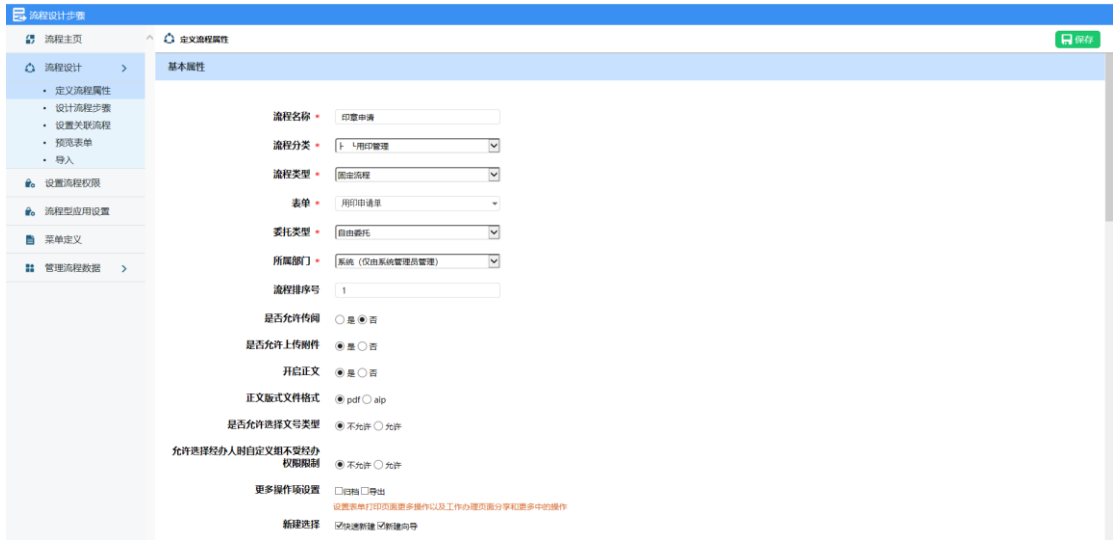 流程设计步骤
流程主页
流程设计
定义流程属性
设计流程步骤
设置关联流程
预览表单
导入
设置流程权限
流程型应用设置
菜单定义
管理流程数据
定义流程属性
保存
基本属性
流程名称 * 印章申请
流程分类 * ├ └用印管理
流程类型 * 固定流程
表单 * 用印申请单
委托类型 * 自由委托
所属部门 * 系统（仅由系统管理员管理）
流程排序号 1
是否允许传阅 是 否
是否允许上传附件 是 否
开启正文 是 否
正文版式文件格式 pdf aip
是否允许选择文号类型 不允许 允许
允许选择经办人时自定义组不受经办
权限限制 不允许 允许
更多操作项设置 归档 导出
设置表单打印页面更多操作以及工作办理页面分享和更多中的操作
新建选择 快速新建 新建向导